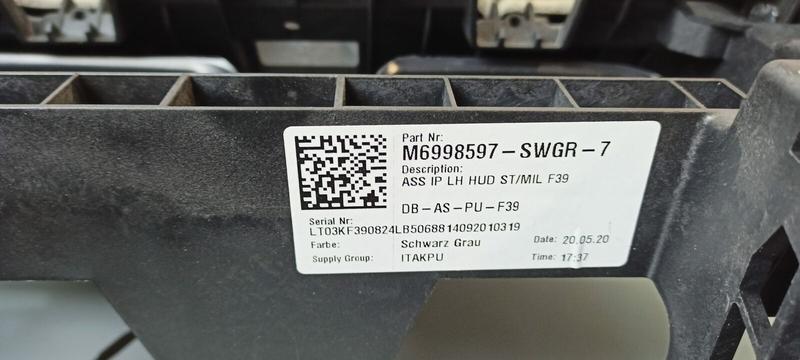 Part Nr:
M6998597-SWGR-7
Description:
ASS IP LH HUD ST/MIL F39
DB-AS-PU-F39
Serial Nr:
LT03KF390824LB5068814092010319
Farbe: Schwarz Grau Date: 20.05.20
Supply Group: ITAKPU Time: 17:37